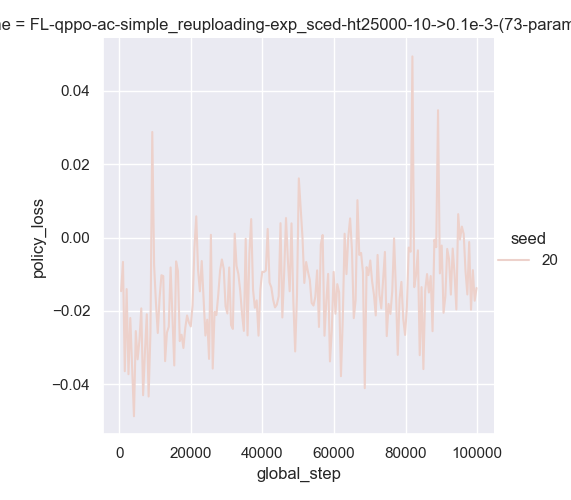 = FL-qppo-ac-simple_reuploading-exp_sced-ht25000-10->0.1e-3-(73-param
0.04
0.02
0.00
−0.02
−0.04
policy_loss
seed
20
0 20000 40000 60000 80000 100000
global_step